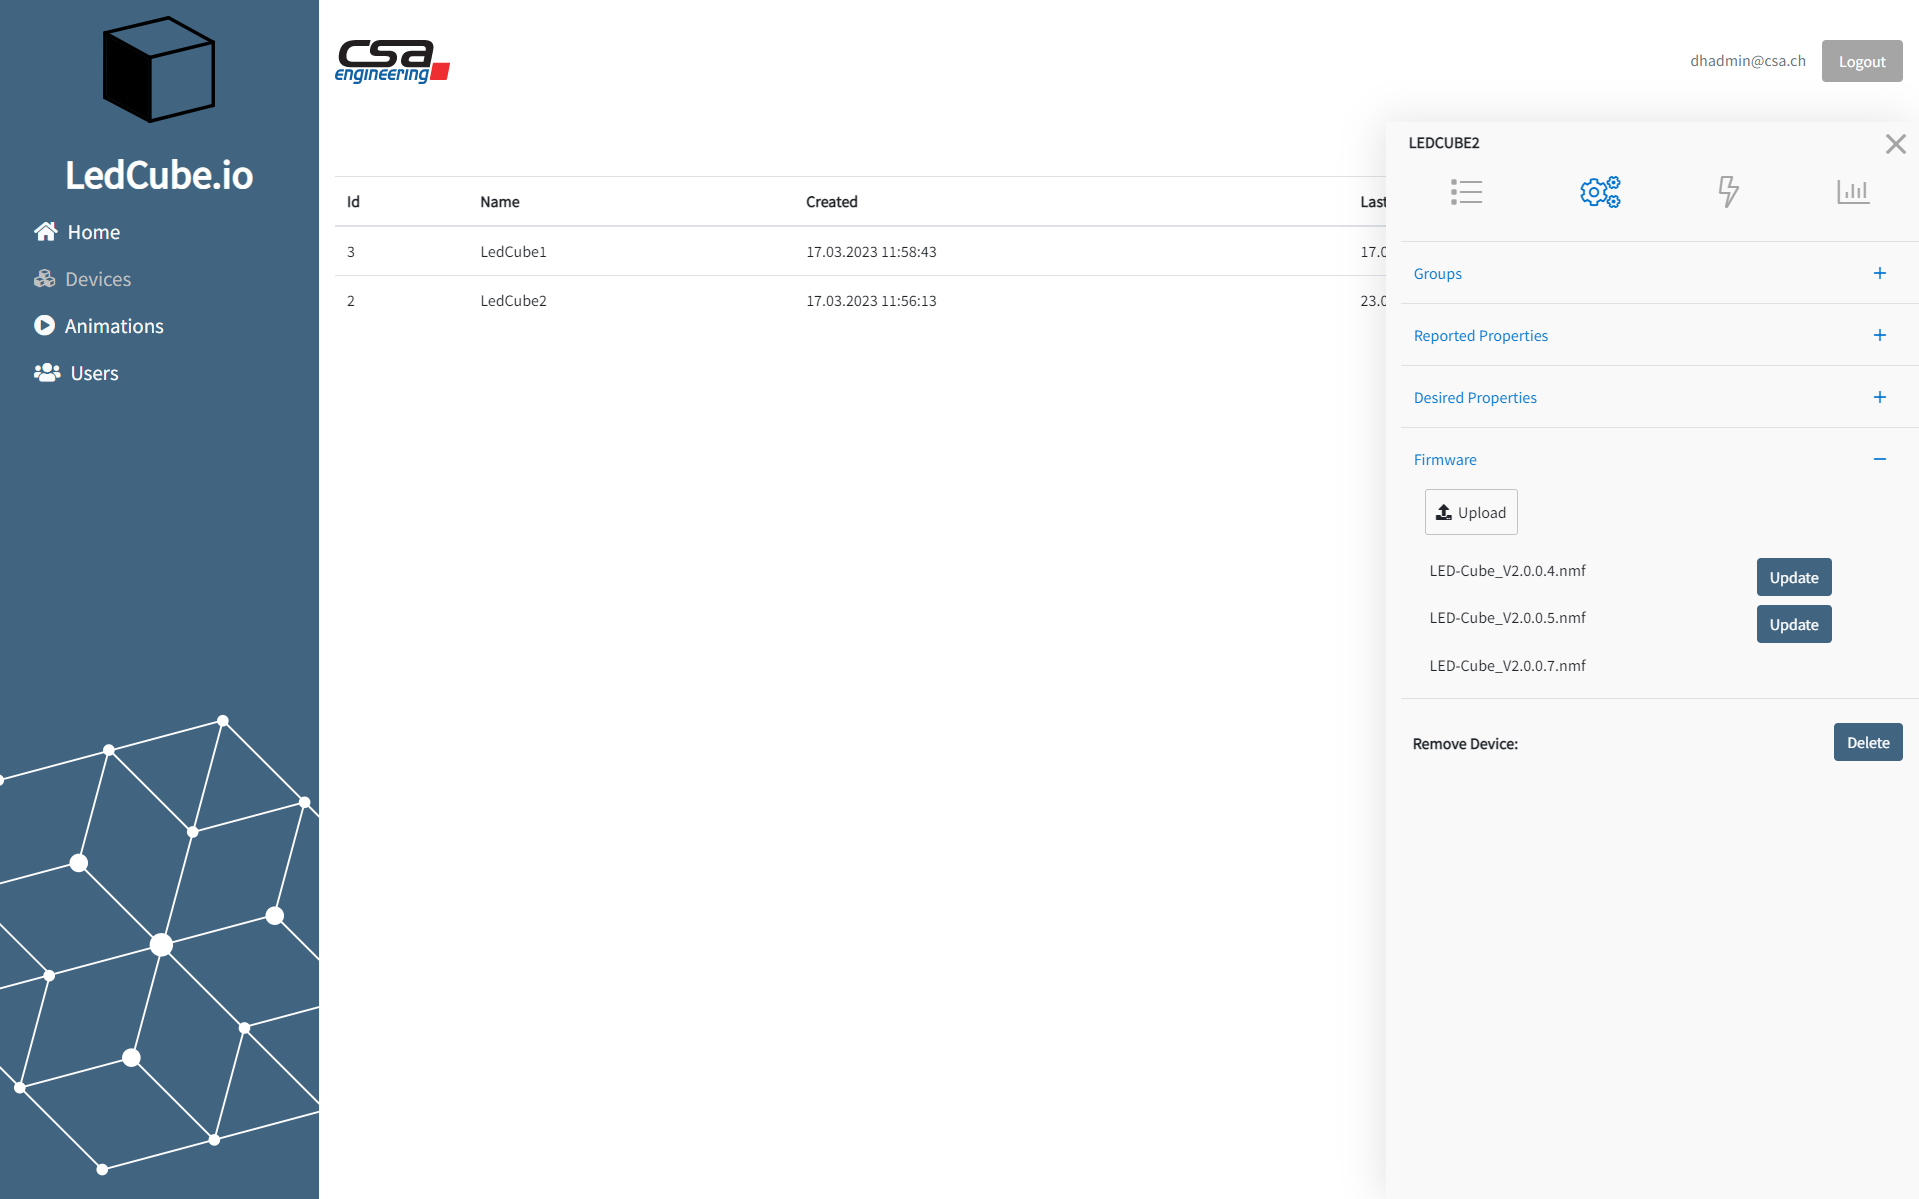 LedCube.io
Home
Devices
Animations
Users
csa
engineering
dhadmin@csa.ch
Logout
Id Name Created Last
3 LedCube1 17.03.2023 11:58:43 17.0
2 LedCube2 17.03.2023 11:56:13 23.0
LEDCUBE2
Groups
Reported Properties
Desired Properties
Firmware
Upload
LED-Cube_V2.0.0.4.nmf Update
LED-Cube_V2.0.0.5.nmf Update
LED-Cube_V2.0.0.7.nmf
Remove Device: Delete